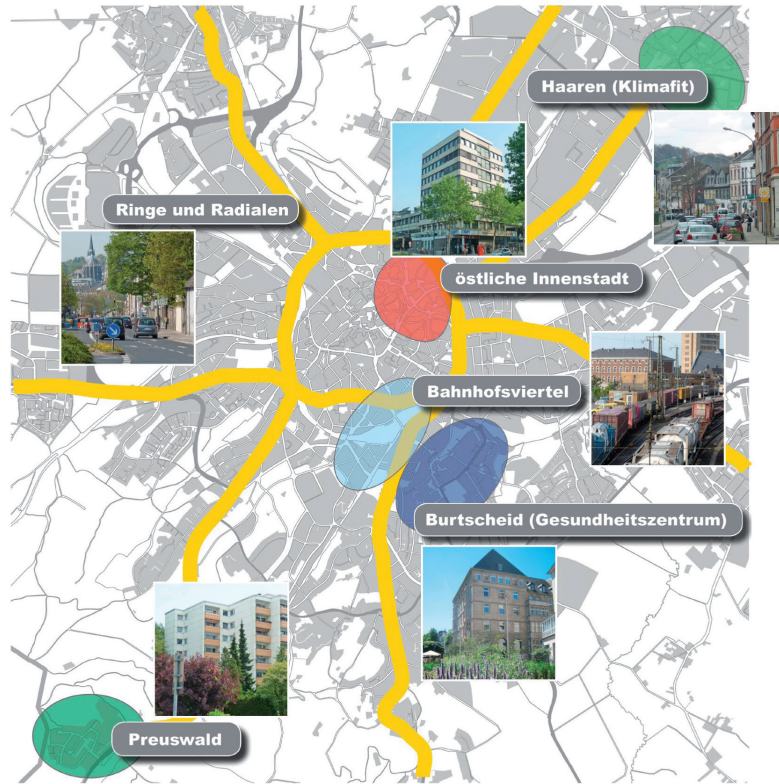 Haaren (Klimafit)
Ringe und Radialen
östliche Innenstadt
Bahnhofsviertel
Burtscheid (Gesundheitszentrum)
Preuswald